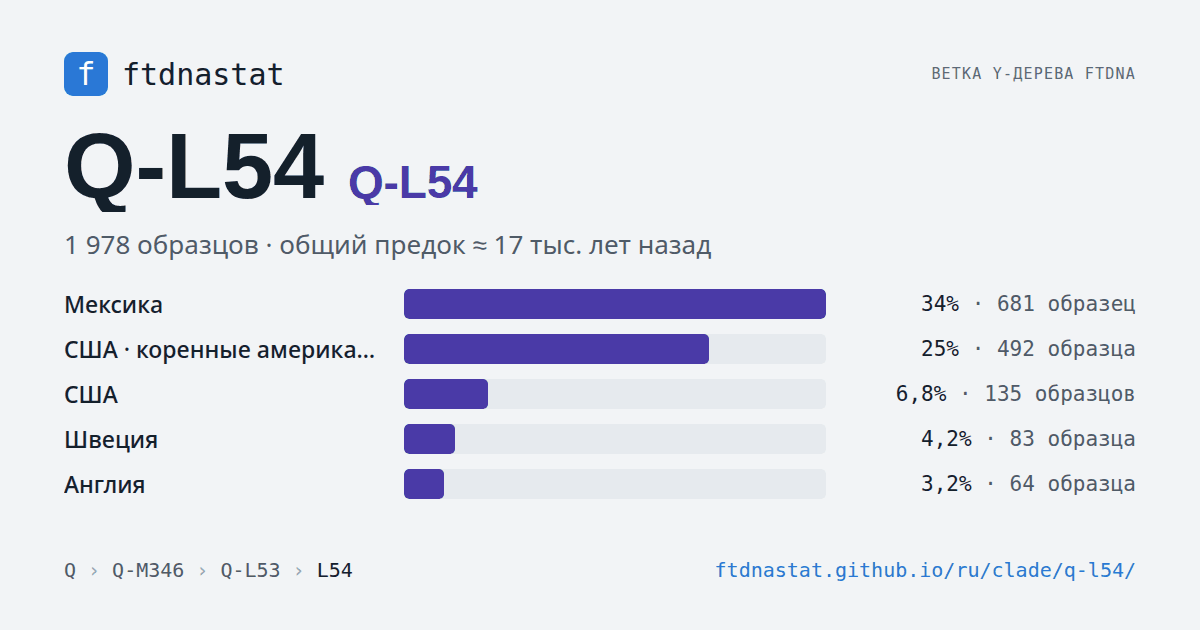 f ftdnastat
ВЕТКА Y-ДЕРЕВА FTDNA
Q-L54 Q-L54
1 978 образцов · общий предок ≈ 17 тыс. лет назад
Мексика 34% · 681 образец
США · коренные америка... 25% · 492 образца
США 6,8% · 135 образцов
Швеция 4,2% · 83 образца
Англия 3,2% · 64 образца
Q › Q-M346 › Q-L53 › L54
ftdnastat.github.io/ru/clade/q-l54/